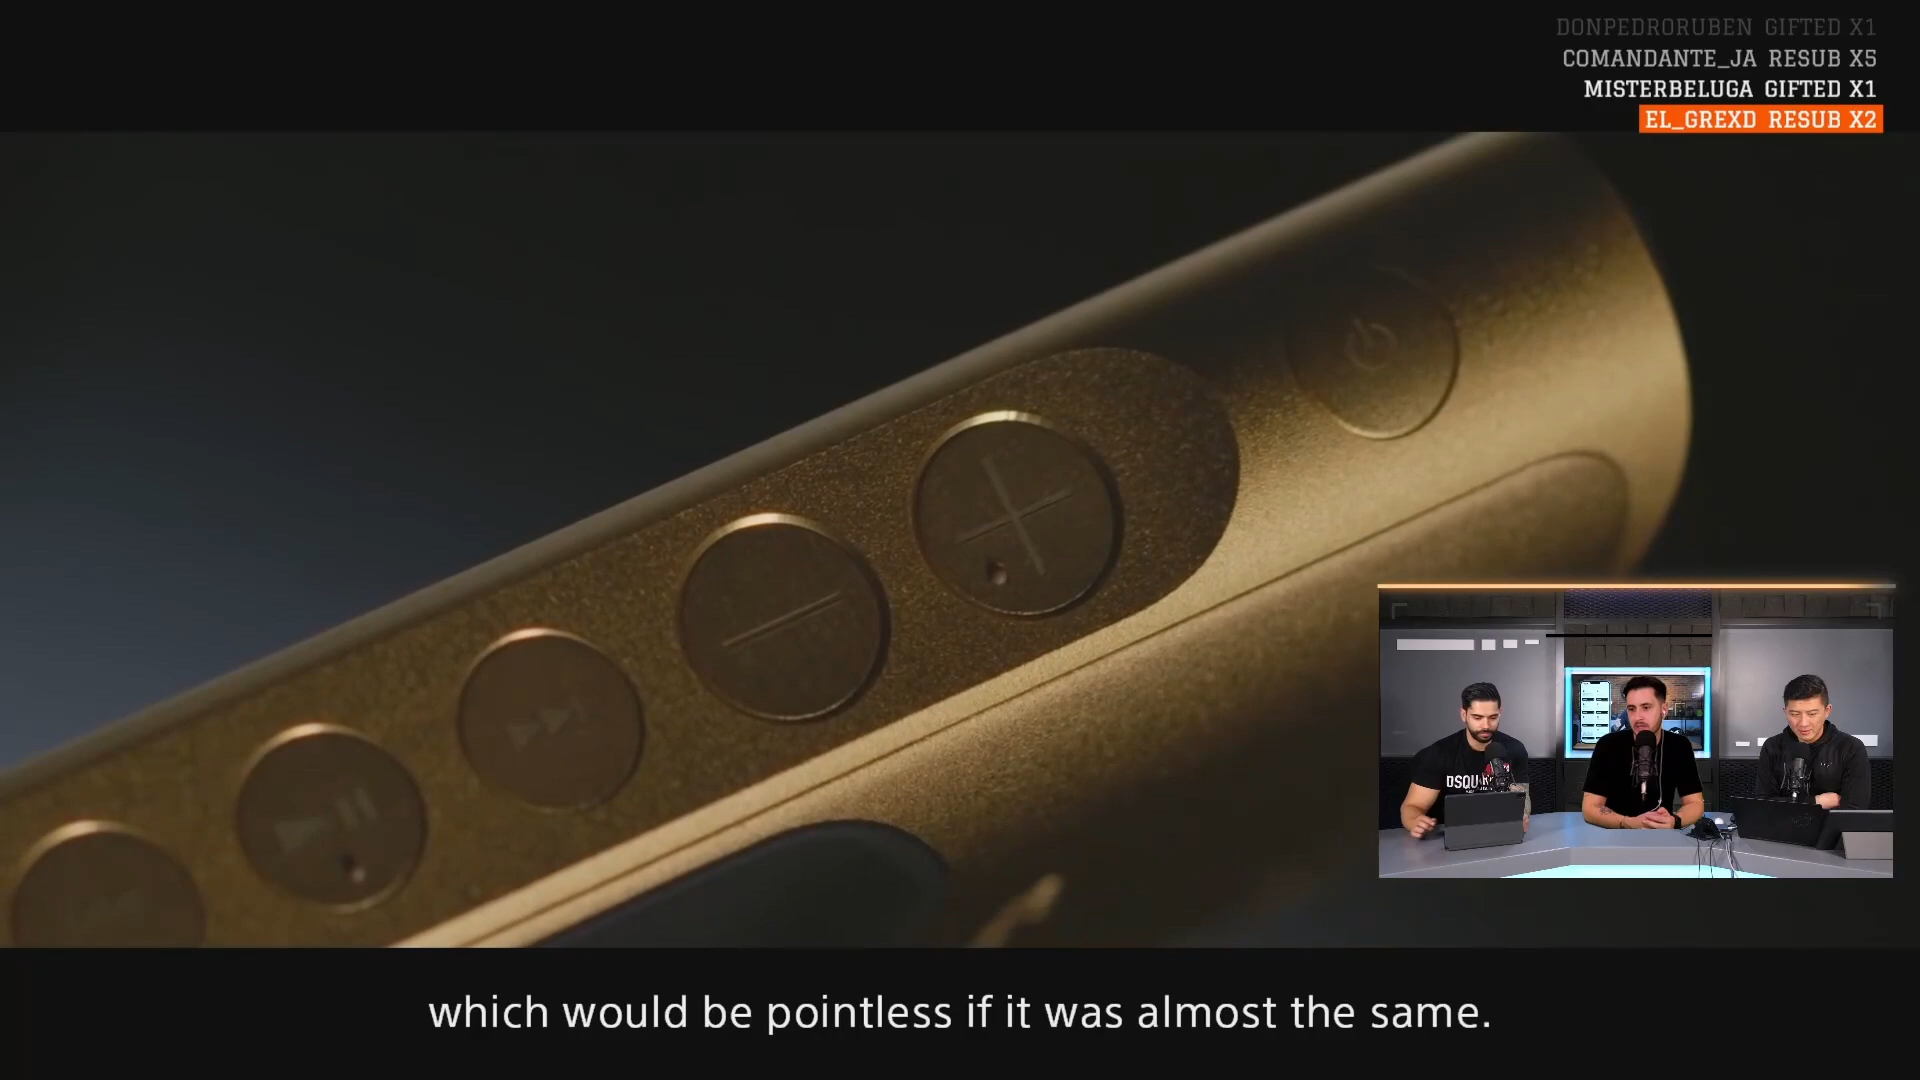 DONPEDRORUBEN GIFTED X1
COMANDANTE_JA RESUB X5
MISTERBELUGA GIFTED X1
EL_GREXD RESUB X2
which would be pointless if it was almost the same.